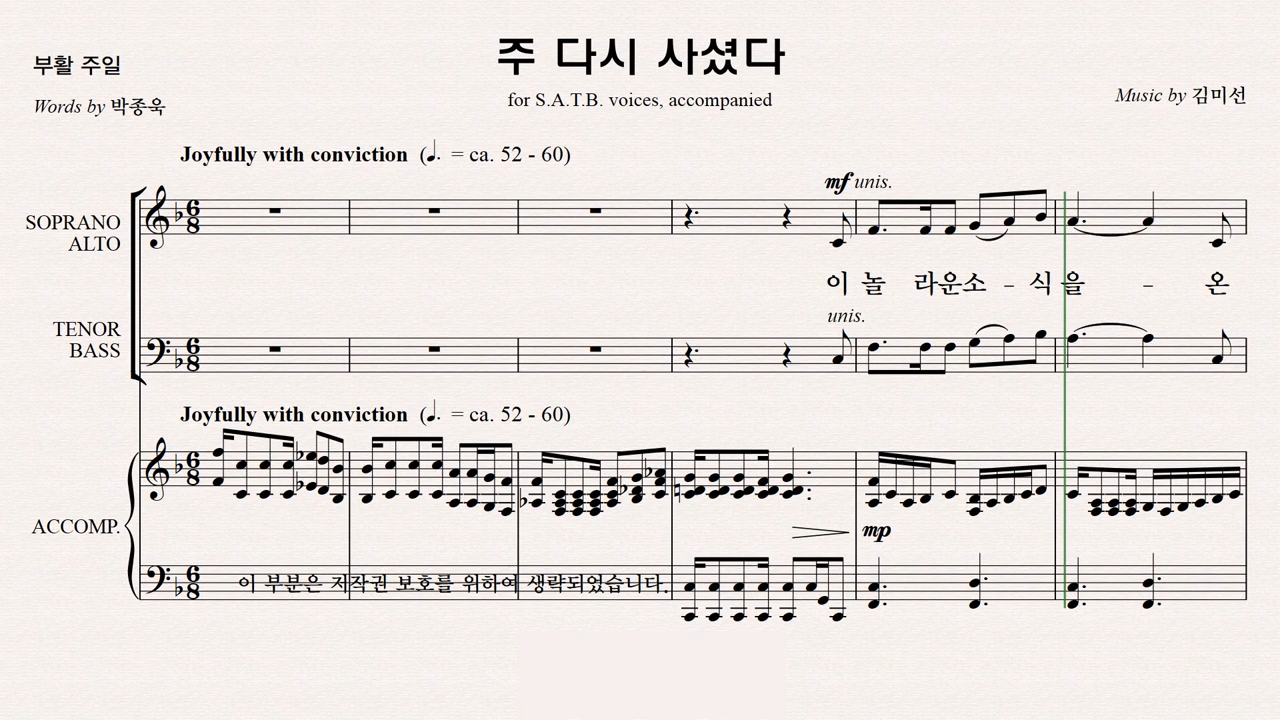 주 다시 사셨다
부활 주일
for S.A.T.B. voices, accompanied
Words by 박종욱
Music by 김미선
Joyfully with conviction (♩. = ca. 52 - 60)
mf unis.
SOPRANO
ALTO
이 놀 라운소 - 식을 - 온
unis.
TENOR
BASS
Joyfully with conviction (♩. = ca. 52 - 60)
ACCOMP.
mp
이 부분은 저작권 보호를 위하여 생략되었습니다.